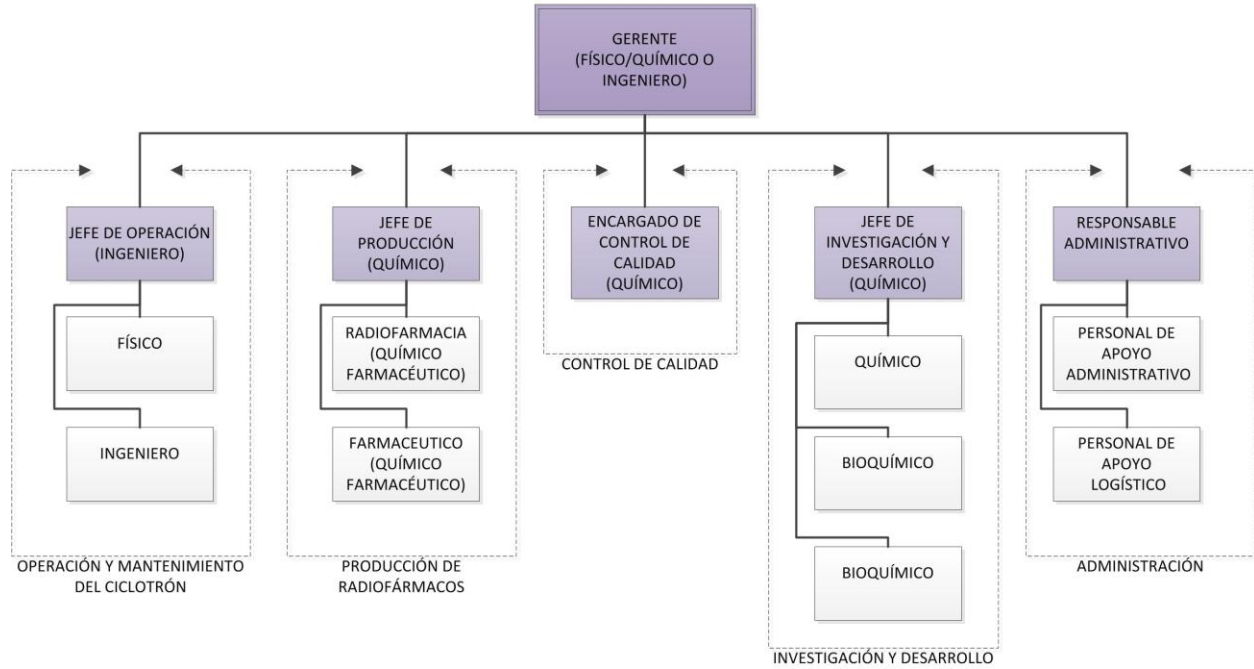 GERENTE
(FÍSICO/QUÍMICO O
INGENIERO)
JEFE DE OPERACIÓN
(INGENIERO)
FÍSICO
INGENIERO
OPERACIÓN Y MANTENIMIENTO
DEL CICLOTRÓN
JEFE DE
PRODUCCIÓN
(QUÍMICO)
RADIOFARMACIA
(QUÍMICO
FARMACÉUTICO)
FARMACEUTICO
(QUÍMICO
FARMACÉUTICO)
PRODUCCIÓN DE
RADIOFÁRMACOS
ENCARGADO DE
CONTROL DE
CALIDAD
(QUÍMICO)
CONTROL DE CALIDAD
JEFE DE
INVESTIGACIÓN Y
DESARROLLO
(QUÍMICO)
QUÍMICO
BIOQUÍMICO
BIOQUÍMICO
INVESTIGACIÓN Y DESARROLLO
RESPONSABLE
ADMINISTRATIVO
PERSONAL DE
APOYO
ADMINISTRATIVO
PERSONAL DE
APOYO
LOGÍSTICO
ADMINISTRACIÓN